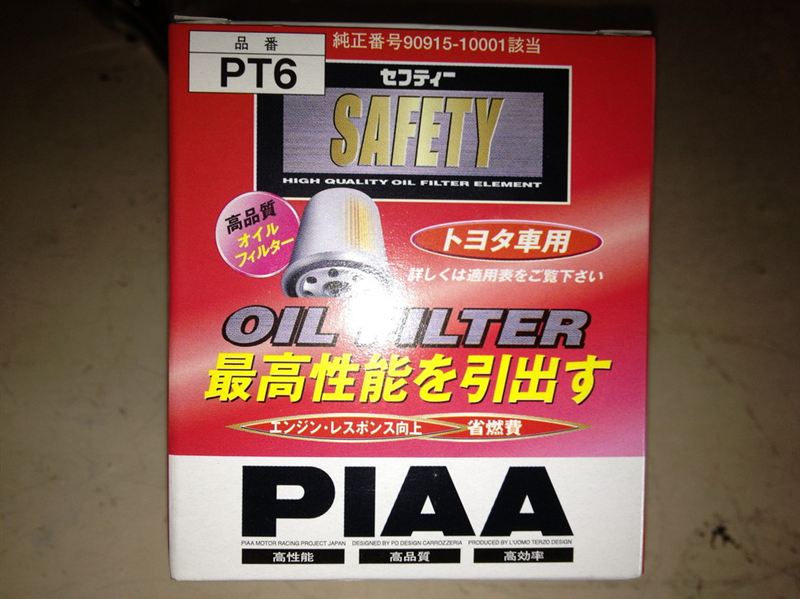 品番
PT6
純正番号90915-10001該当
セフティー
SAFETY
HIGH QUALITY OIL FILTER ELEMENT
高品質
オイル
フィルター
トヨタ車用
詳しくは適用表をご覧下さい
OIL FILTER
最高性能を引出す
エンジン・レスポンス向上 省燃費
PIAA
PIAA MOTOR RACING PROJECT JAPAN DESIGNED BY PD DESIGN CARROZZERIA PRODUCED BY L'UOMO TERZO DESIGN
高性能 高品質 高効率